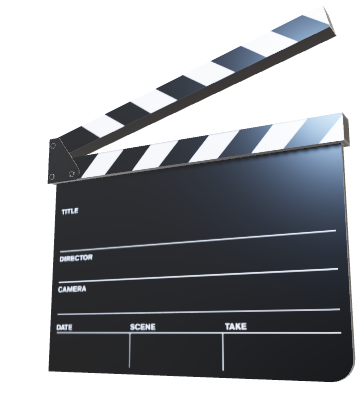 TITLE
DIRECTOR
CAMERA
DATE SCENE TAKE